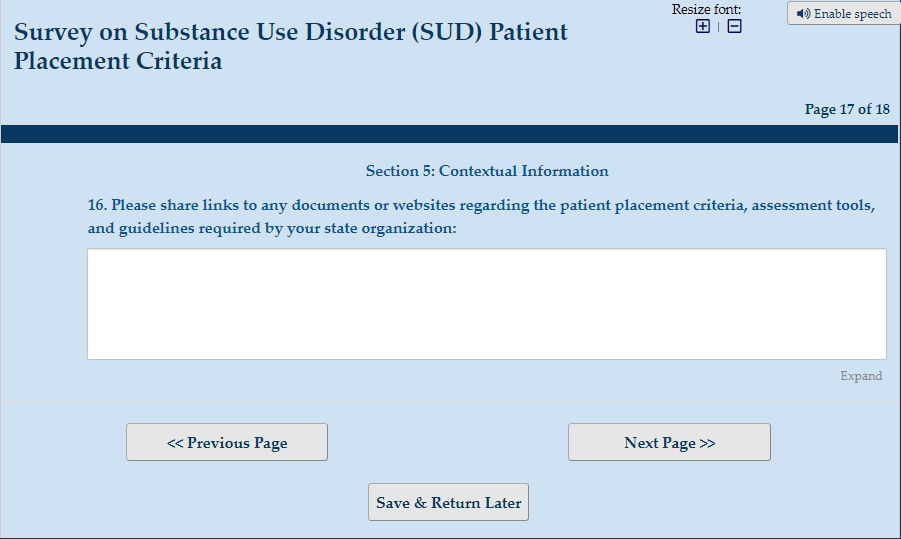 Resize font:
Enable speech
Survey on Substance Use Disorder (SUD) Patient
Placement Criteria
Page 17 of 18
Section 5: Contextual Information
16. Please share links to any documents or websites regarding the patient placement criteria, assessment tools,
and guidelines required by your state organization:
Expand
<< Previous Page
Next Page >>
Save & Return Later